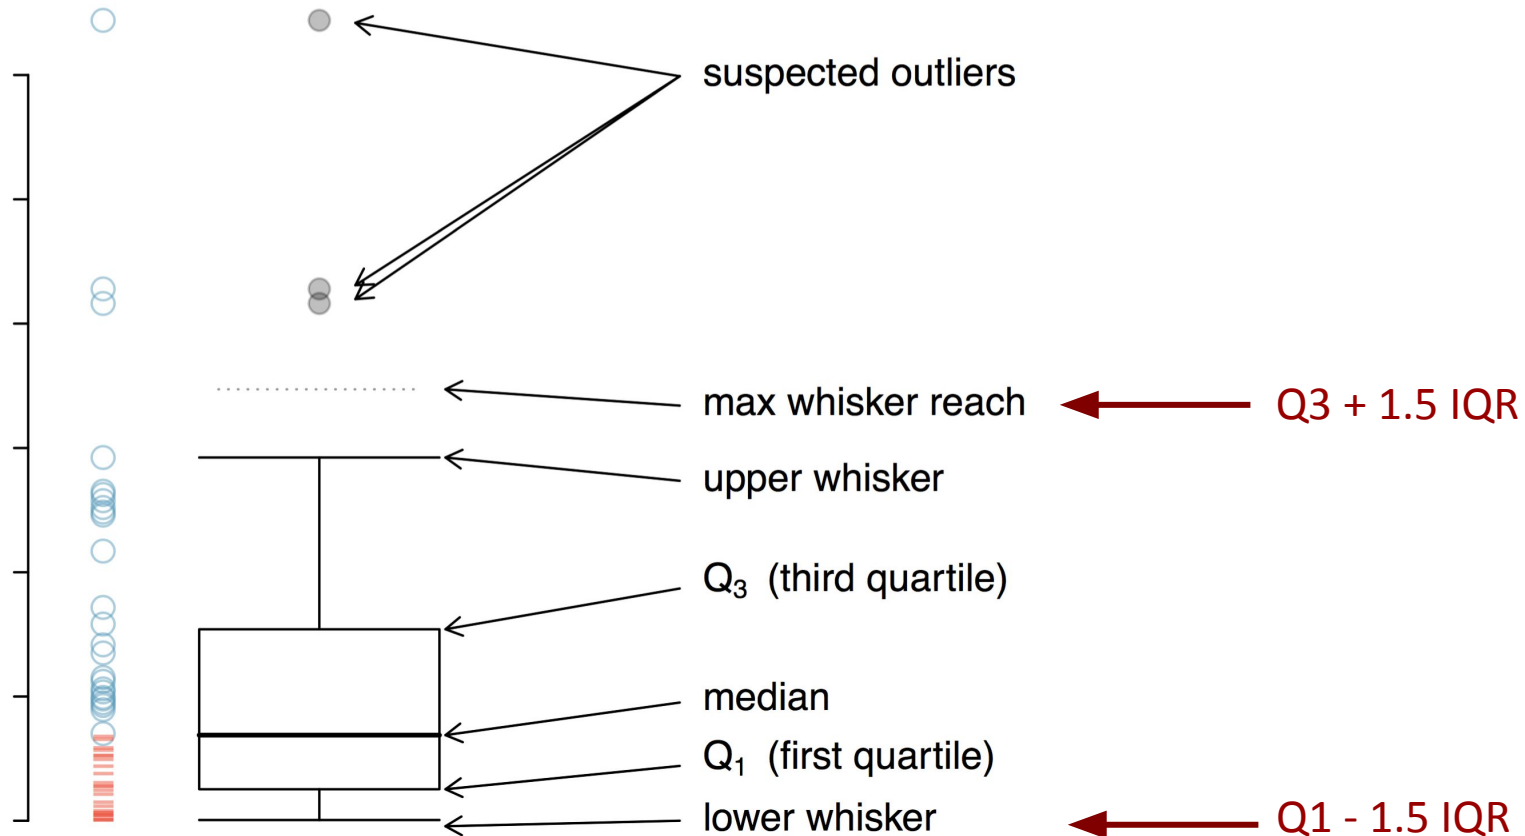 suspected outliers
max whisker reach
Q3 + 1.5 IQR
upper whisker
Q₃ (third quartile)
median
Q₁ (first quartile)
lower whisker
Q1 - 1.5 IQR